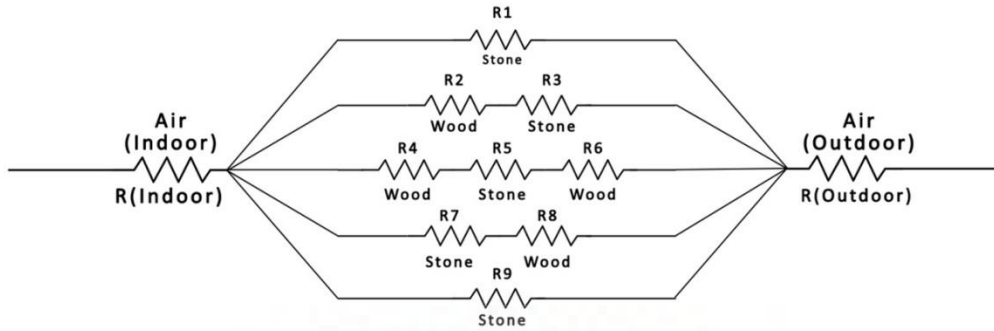 R1
Stone
R2 R3
Wood Stone
Air
(Indoor)
R(Indoor)
R4 R5 R6
Wood Stone Wood
Air
(Outdoor)
R(Outdoor)
R7 R8
Stone Wood
R9
Stone